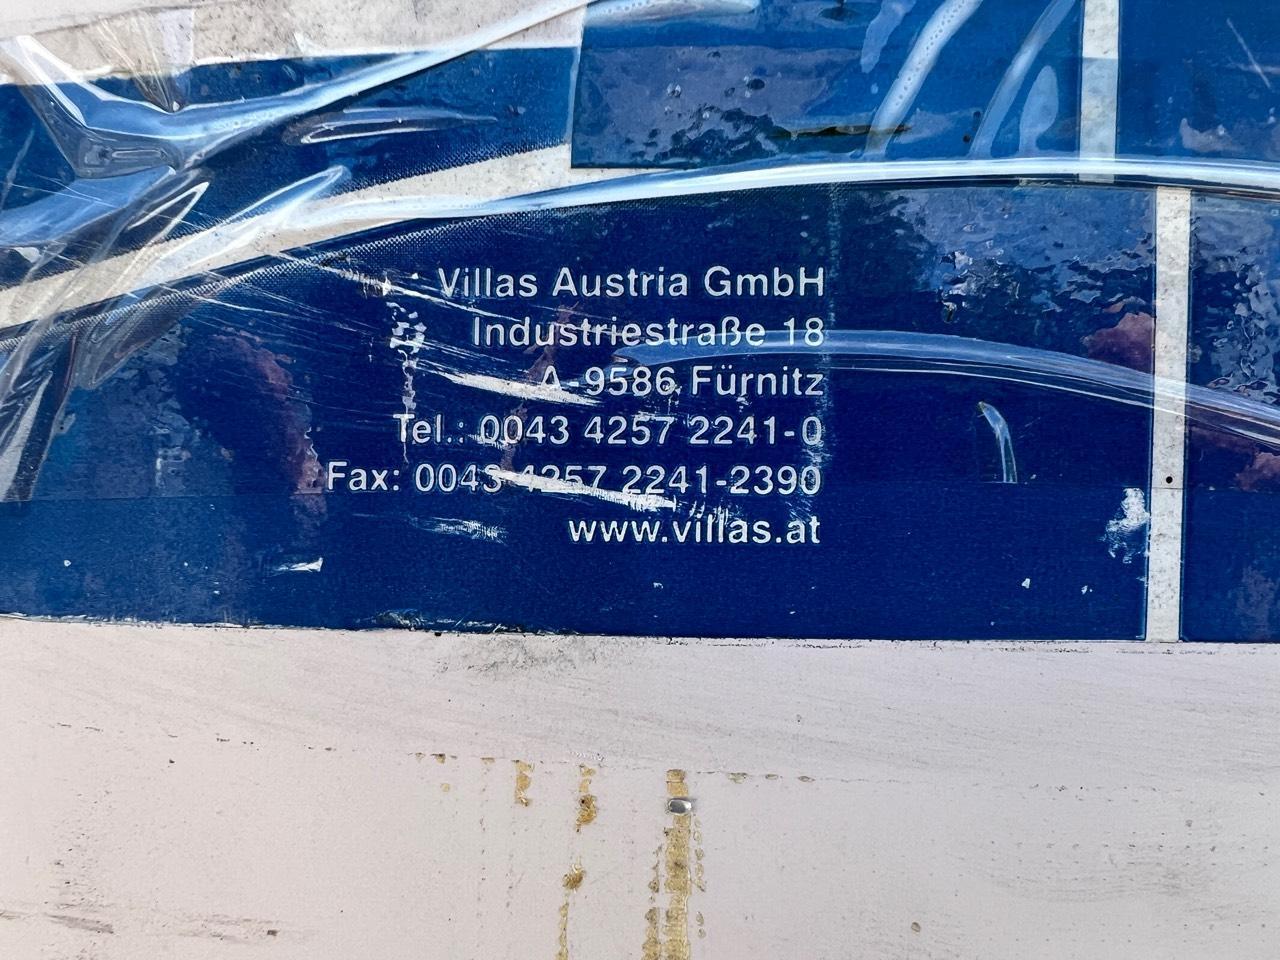 Villas Austria GmbH
Industriestraße 18
A-9586 Fürnitz
Tel.: 0043 4257 2241-0
Fax: 0043 4257 2241-2390
www.villas.at